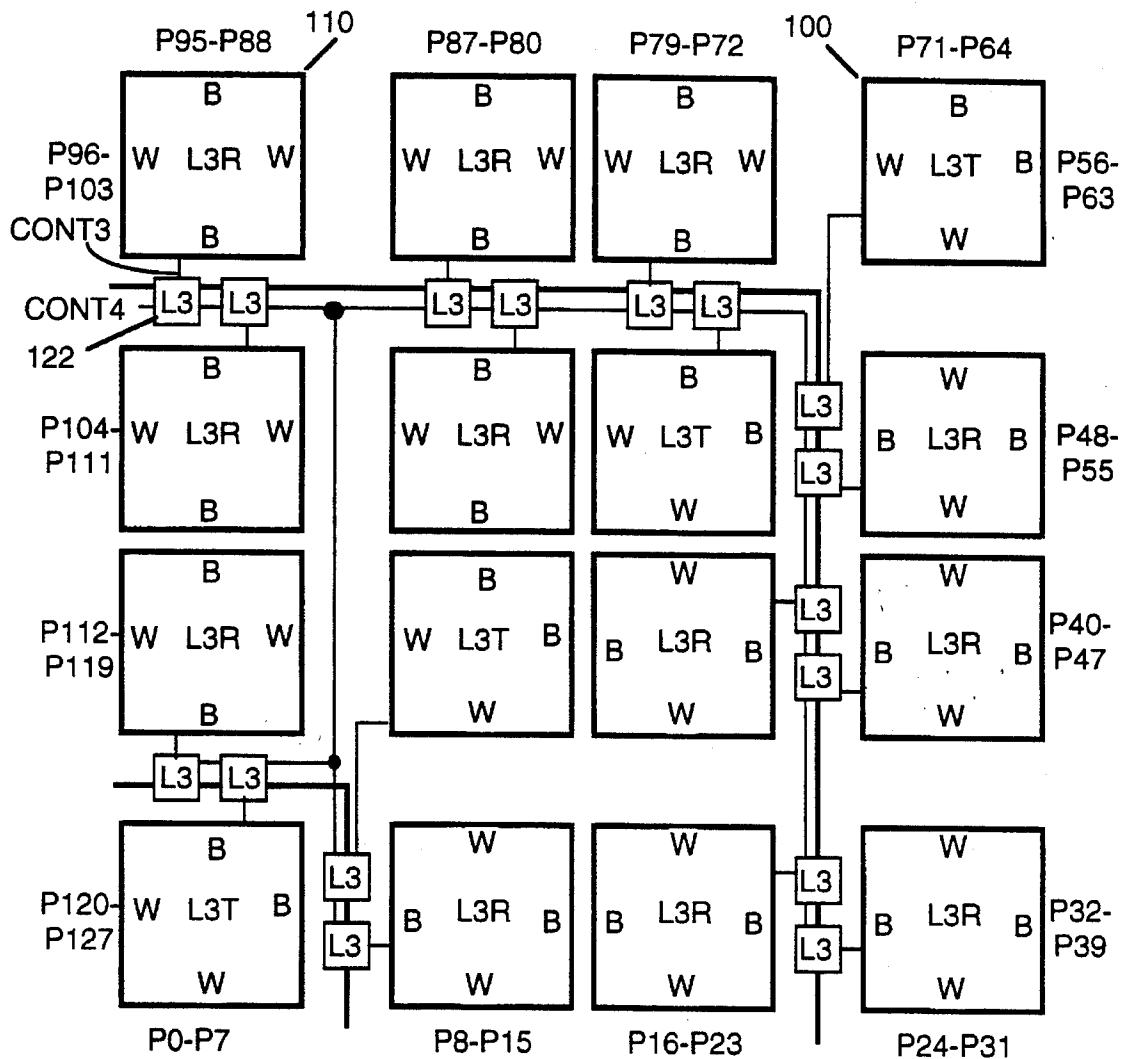 110
100
P95-P88
P87-P80
P79-P72
P71-P64
B
B
B
B
P96-
P103
W L3R W
W L3R W
W L3R W
W L3T B
P56-
P63
CONT3
B
B
B
W
CONT4
L3
L3
L3
L3
L3
L3
122
B
B
B
L3
W
P104-
P111
W L3R W
W L3R W
W L3T B
L3
B L3R B
P48-
P55
B
B
W
W
B
B
W
L3
W
P112-
P119
W L3R W
W L3T B
B L3R B
L3
B L3R B
P40-
P47
B
W
W
W
L3
L3
B
W
W
W
L3
L3
P120-
P127
W L3T B
L3
B L3R B
B L3R B
L3
B L3R B
P32-
P39
W
W
W
W
P0-P7
P8-P15
P16-P23
P24-P31